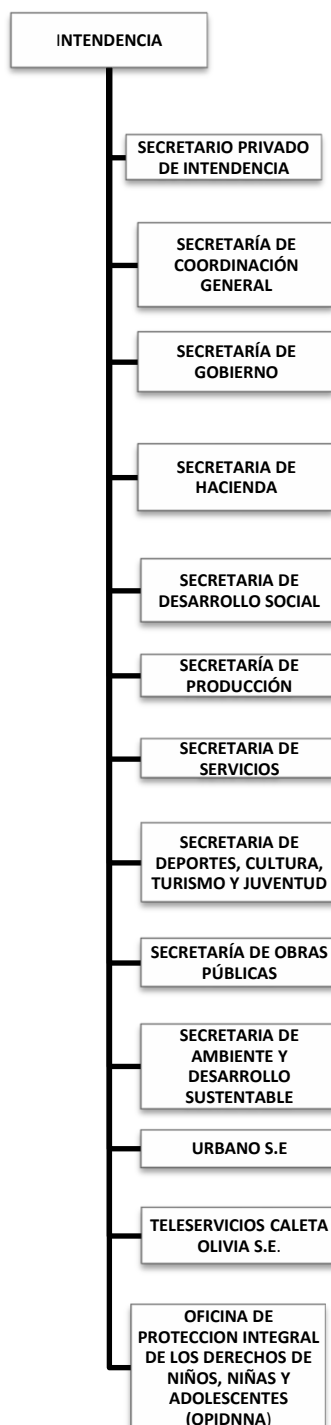 INTENDENCIA
SECRETARIO PRIVADO
DE INTENDENCIA
SECRETARÍA DE
COORDINACIÓN
GENERAL
SECRETARÍA DE
GOBIERNO
SECRETARIA DE
HACIENDA
SECRETARIA DE
DESARROLLO SOCIAL
SECRETARÍA DE
PRODUCCIÓN
SECRETARIA DE
SERVICIOS
SECRETARIA DE
DEPORTES, CULTURA,
TURISMO Y JUVENTUD
SECRETARÍA DE OBRAS
PÚBLICAS
SECRETARIA DE
AMBIENTE Y
DESARROLLO
SUSTENTABLE
URBANO S.E
TELESERVICIOS CALETA
OLIVIA S.E.
OFICINA DE
PROTECCION INTEGRAL
DE LOS DERECHOS DE
NIÑOS, NIÑAS Y
ADOLESCENTES
(OPIDNNA)